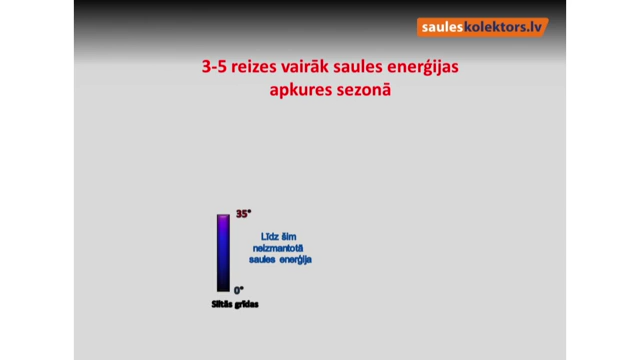 sauleskolektors.lv
3-5 reizes vairāk saules enerģijas
apkures sezonā
35°
Līdz šim
neizmantotā
saules enerģija
0°
Siltās grīdas